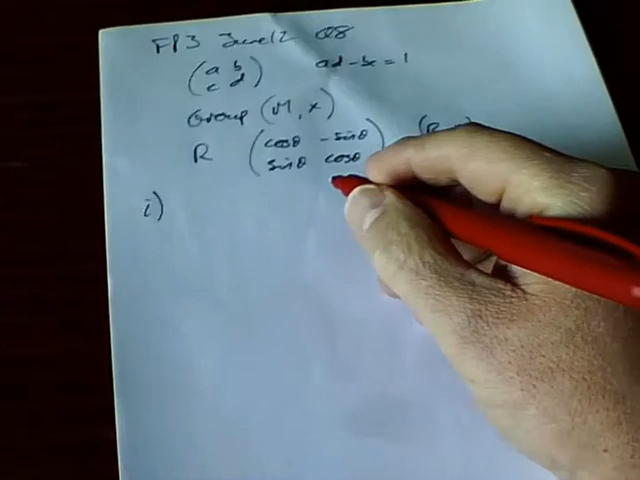 FP3 June12 Q8
(a b
c d) ad-bc=1
Group (M, ×)
R (cosθ -sinθ
sinθ cosθ) (R
i)